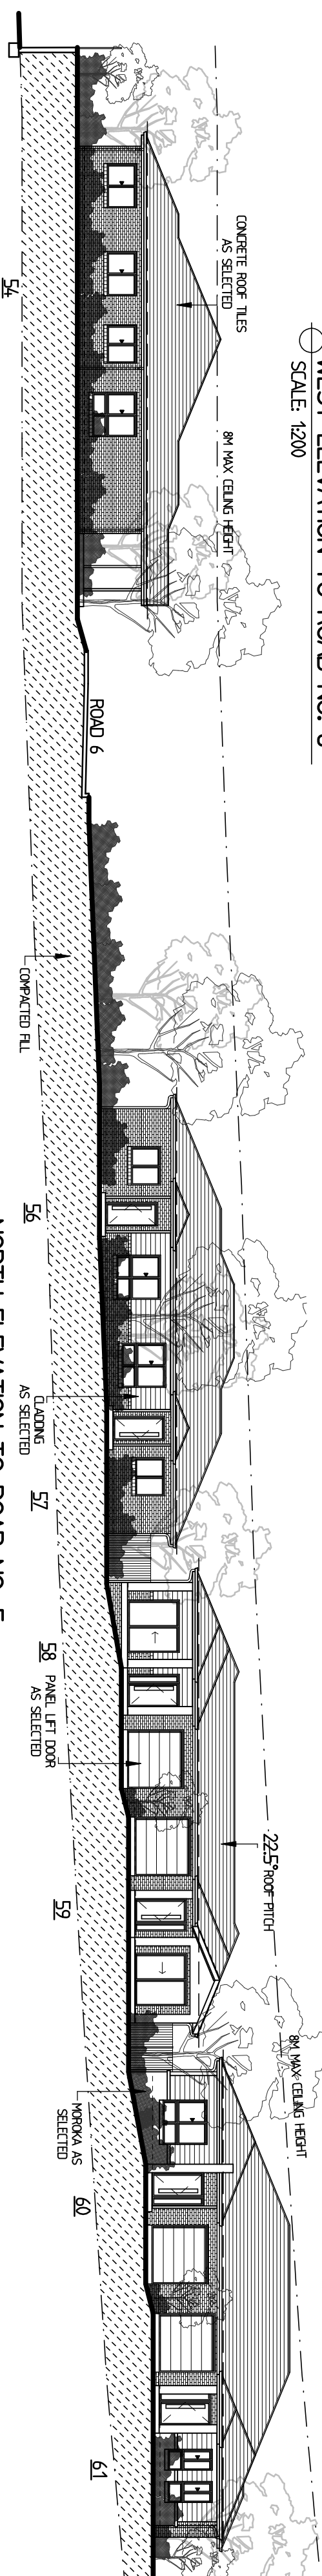 SCALE: 1:200
CONCRETE ROOF TILES
AS SELECTED
8M MAX CEILING HEIGHT
54
ROAD 6
COMPACTED FILL
56
CLADDING
AS SELECTED
57
58
PANEL LIFT DOOR
AS SELECTED
22.5° ROOF PITCH
59
8M MAX CEILING HEIGHT
MOROKA AS
SELECTED
60
61